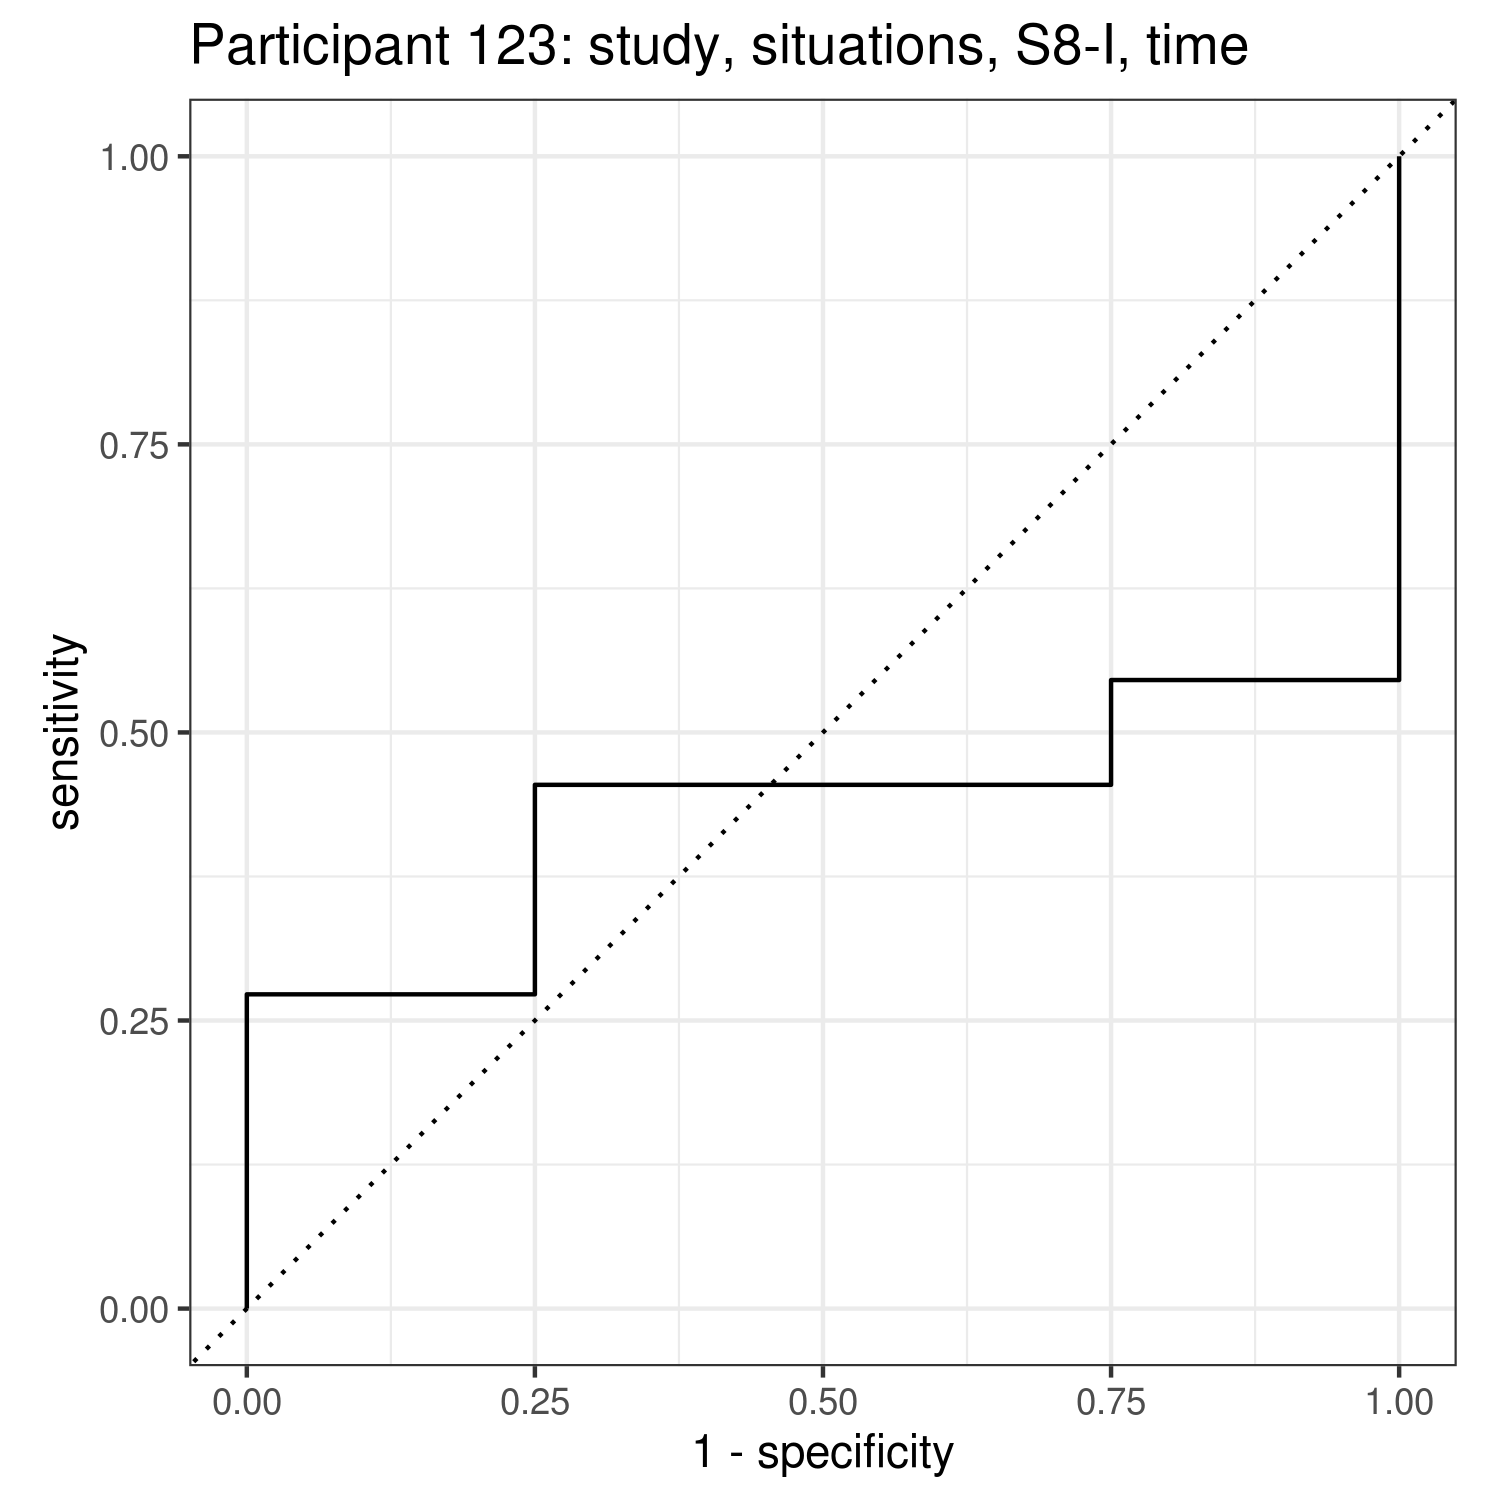 Participant 123: study, situations, S8-I, time
1.00
0.75
0.50
0.25
0.00
sensitivity
0.00 0.25 0.50 0.75 1.00
1 - specificity